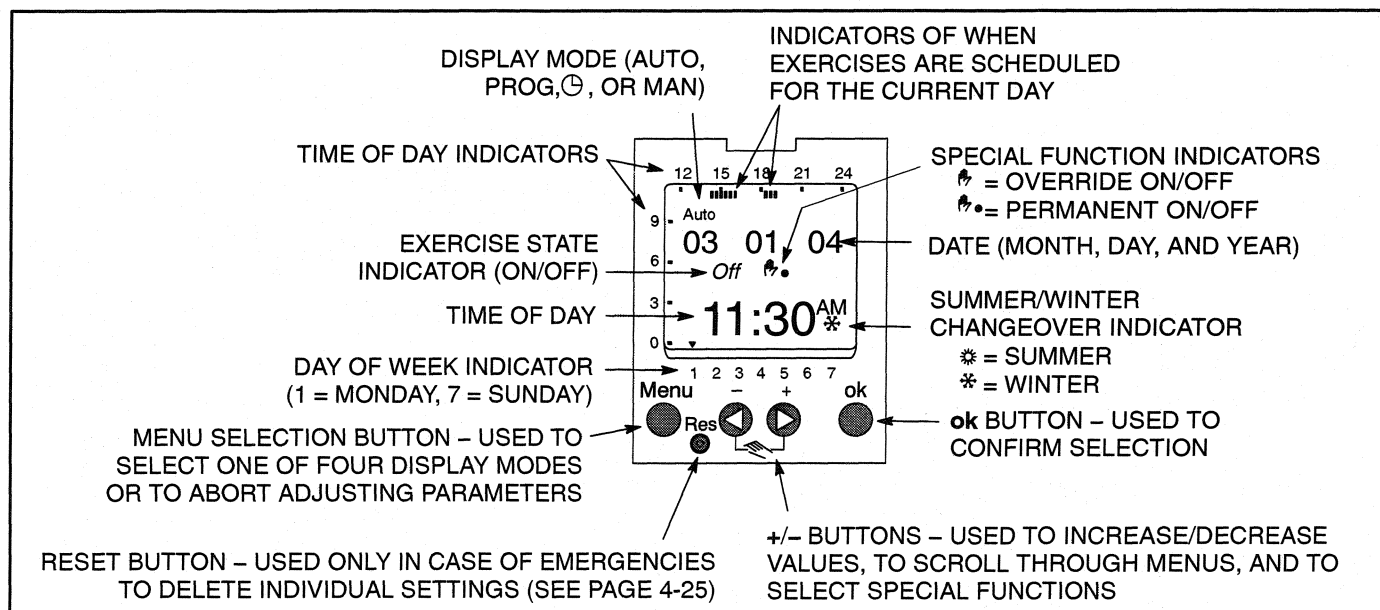 DISPLAY MODE (AUTO,
PROG, , OR MAN)
INDICATORS OF WHEN
EXERCISES ARE SCHEDULED
FOR THE CURRENT DAY
TIME OF DAY INDICATORS
12 15 18 21 24
9
6
3
0
SPECIAL FUNCTION INDICATORS
= OVERRIDE ON/OFF
= PERMANENT ON/OFF
Auto
03 01 04
DATE (MONTH, DAY, AND YEAR)
EXERCISE STATE
INDICATOR (ON/OFF)
Off
TIME OF DAY
11:30 AM
SUMMER/WINTER
CHANGEOVER INDICATOR
= SUMMER
= WINTER
DAY OF WEEK INDICATOR
(1 = MONDAY, 7 = SUNDAY)
1 2 3 4 5 6 7
Menu – + ok
Res
MENU SELECTION BUTTON – USED TO
SELECT ONE OF FOUR DISPLAY MODES
OR TO ABORT ADJUSTING PARAMETERS
ok BUTTON – USED TO
CONFIRM SELECTION
RESET BUTTON – USED ONLY IN CASE OF EMERGENCIES
TO DELETE INDIVIDUAL SETTINGS (SEE PAGE 4-25)
+/– BUTTONS – USED TO INCREASE/DECREASE
VALUES, TO SCROLL THROUGH MENUS, AND TO
SELECT SPECIAL FUNCTIONS